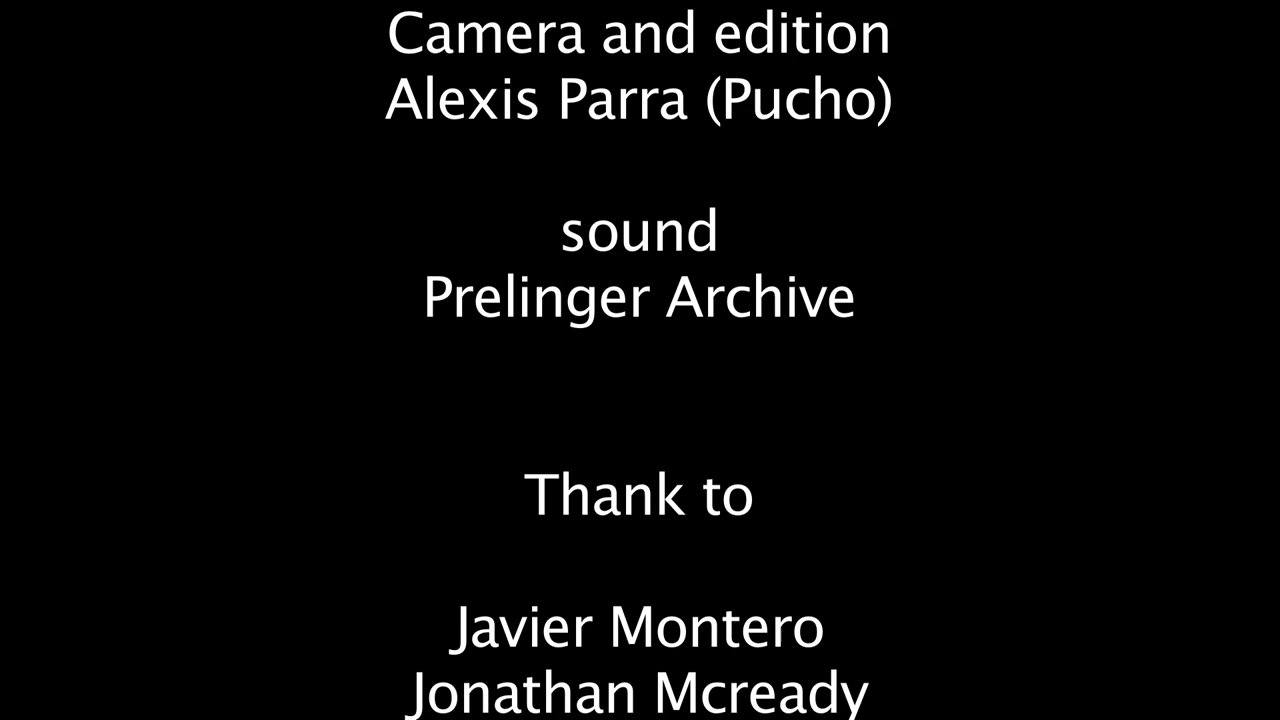 Camera and edition
Alexis Parra (Pucho)
sound
Prelinger Archive
Thank to
Javier Montero
Jonathan Mcready